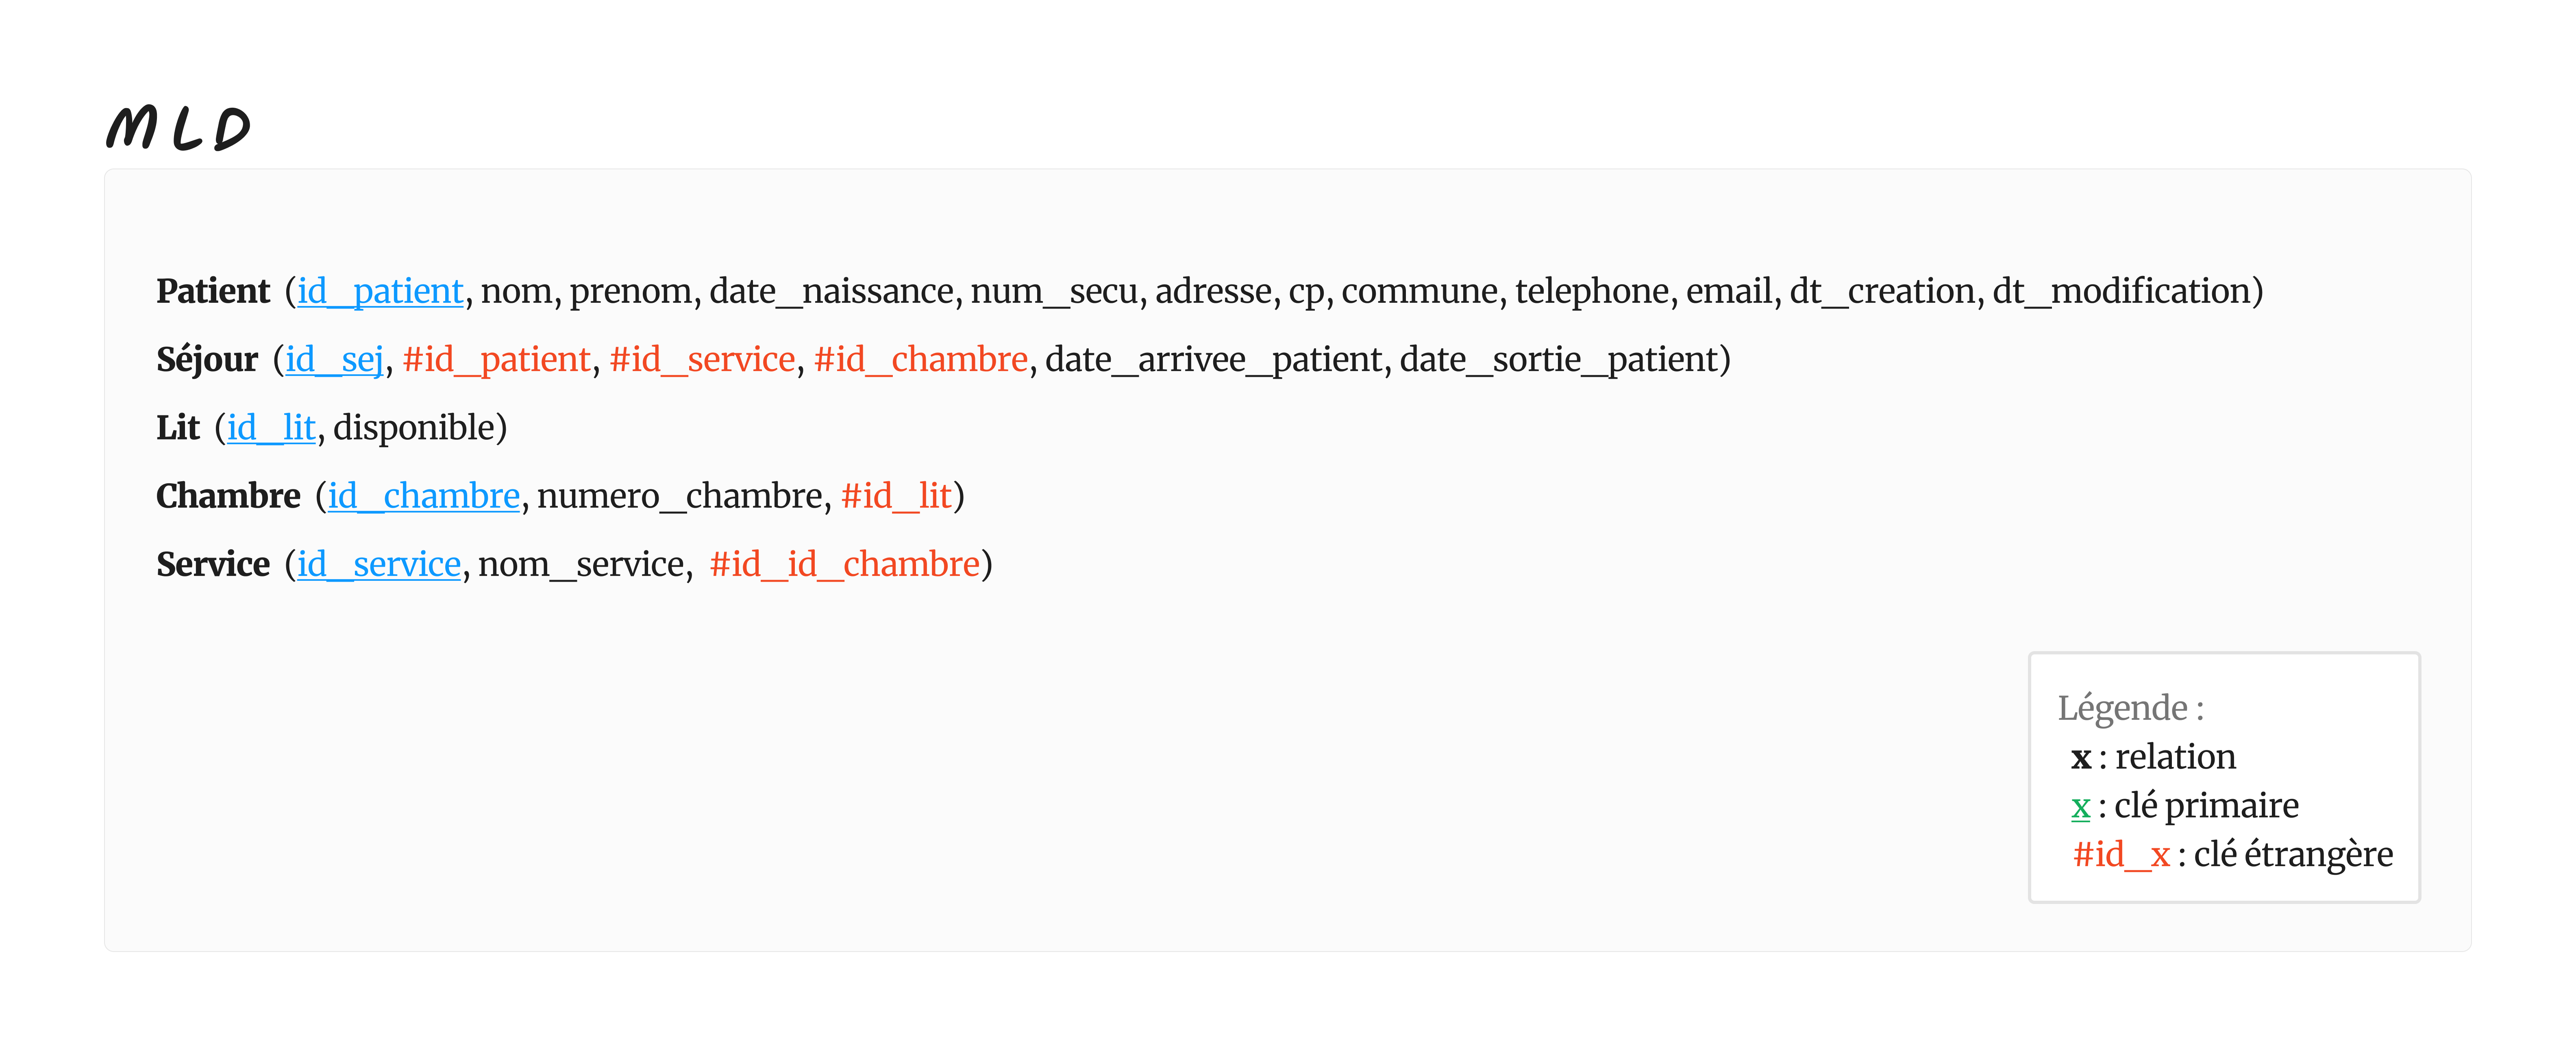 MLD
Patient (id_patient, nom, prenom, date_naissance, num_secu, adresse, cp, commune, telephone, email, dt_creation, dt_modification)
Séjour (id_sej, #id_patient, #id_service, #id_chambre, date_arrivee_patient, date_sortie_patient)
Lit (id_lit, disponible)
Chambre (id_chambre, numero_chambre, #id_lit)
Service (id_service, nom_service, #id_id_chambre)
Légende :
x : relation
x : clé primaire
#id_x : clé étrangère